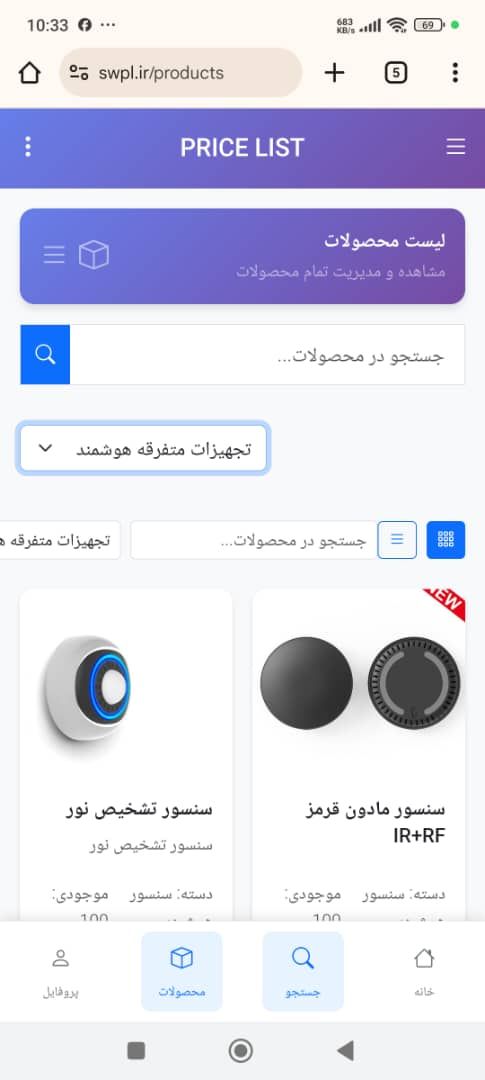 10:33
683 KB/s
69
swpl.ir/products
5
PRICE LIST
لیست محصولات
مشاهده و مدیریت تمام محصولات
جستجو در محصولات...
تجهیزات متفرقه هوشمند
جستجو در محصولات...
تجهیزات متفرقه ه
NEW
سنسور مادون قرمز
IR+RF
دسته: سنسور
موجودی:
100
سنسور تشخیص نور
سنسور تشخیص نور
دسته: سنسور
موجودی:
100
خانه
جستجو
محصولات
پروفایل